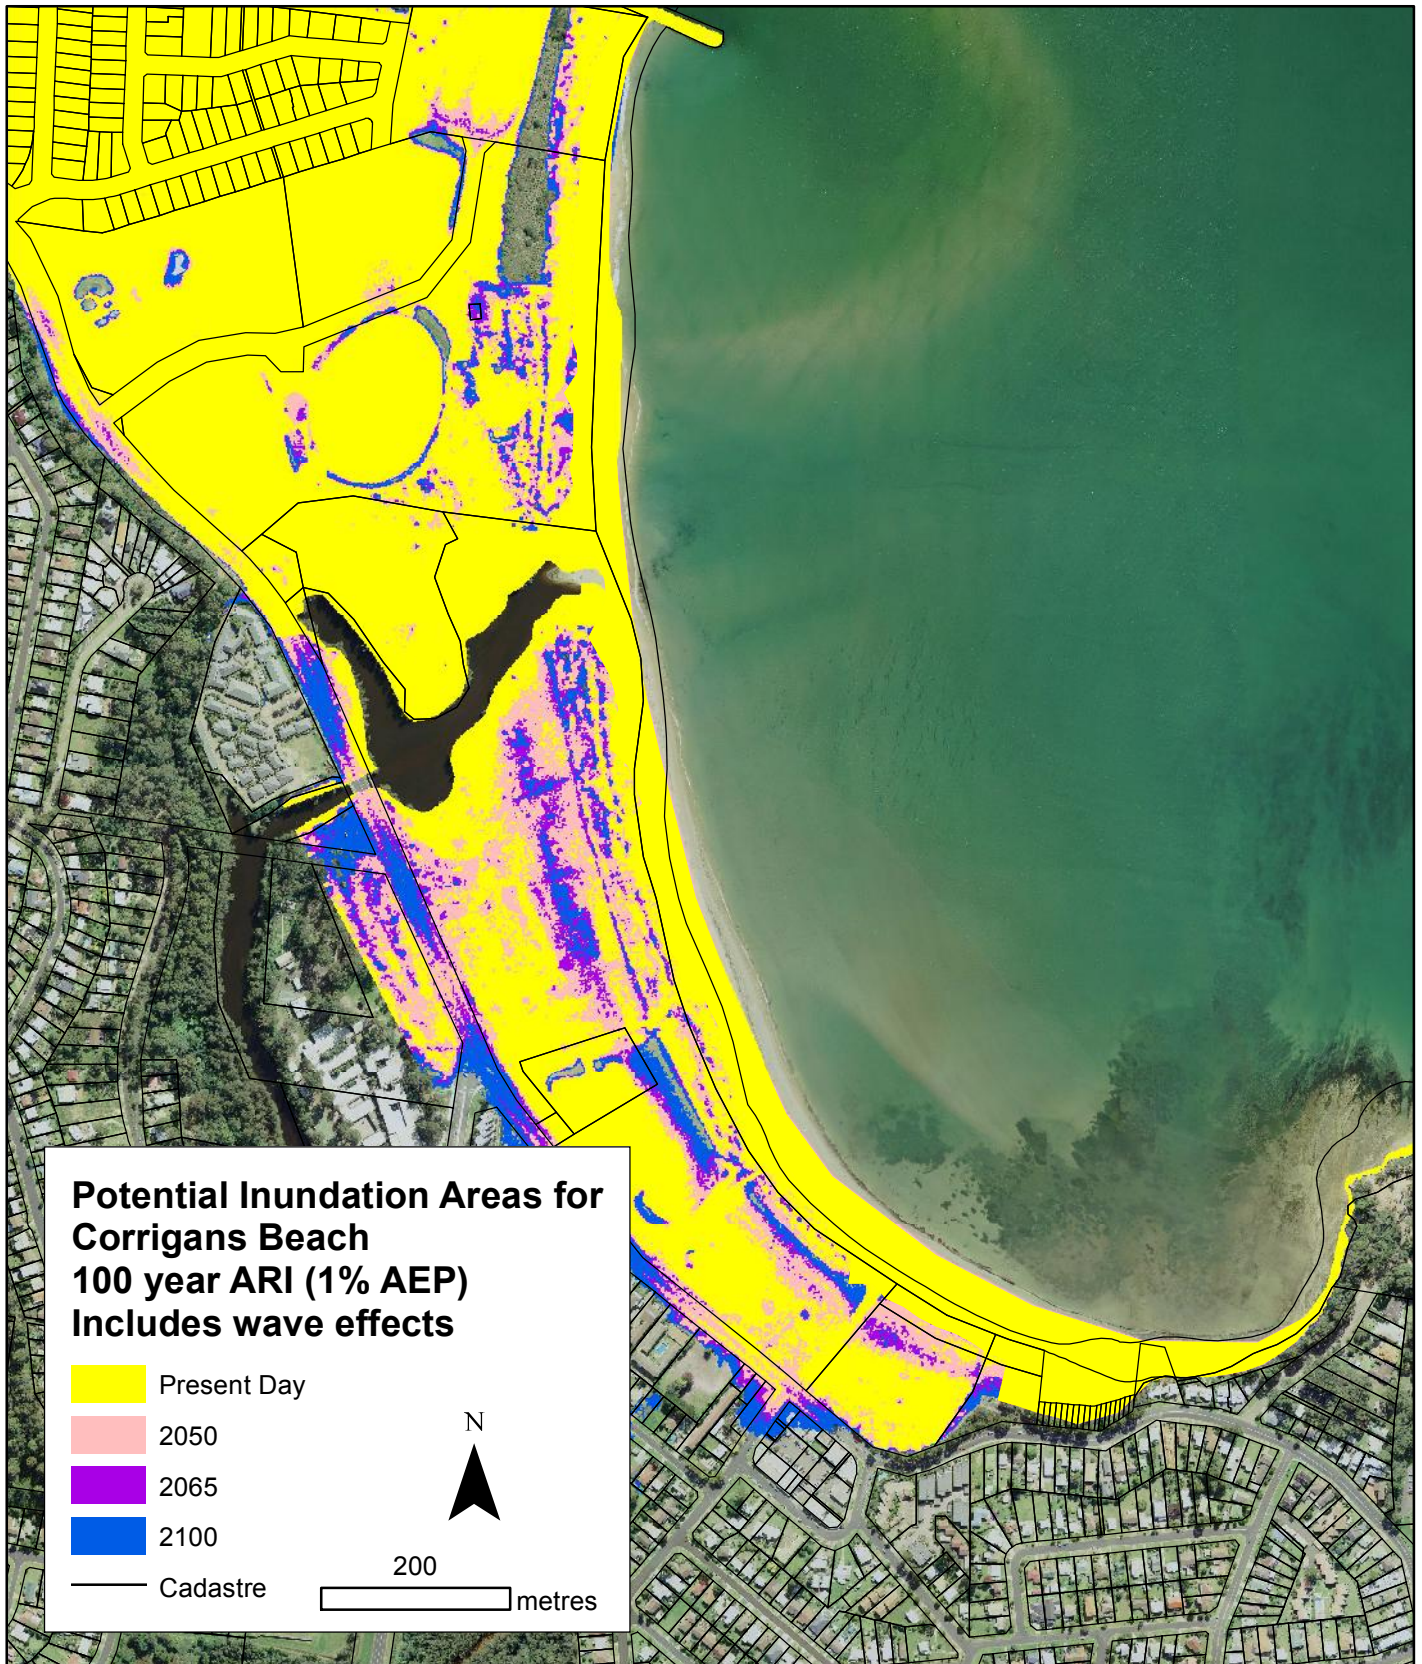 Potential Inundation Areas for
Corrigans Beach
100 year ARI (1% AEP)
Includes wave effects
Present Day
2050
2065
2100
Cadastre
N
200
metres